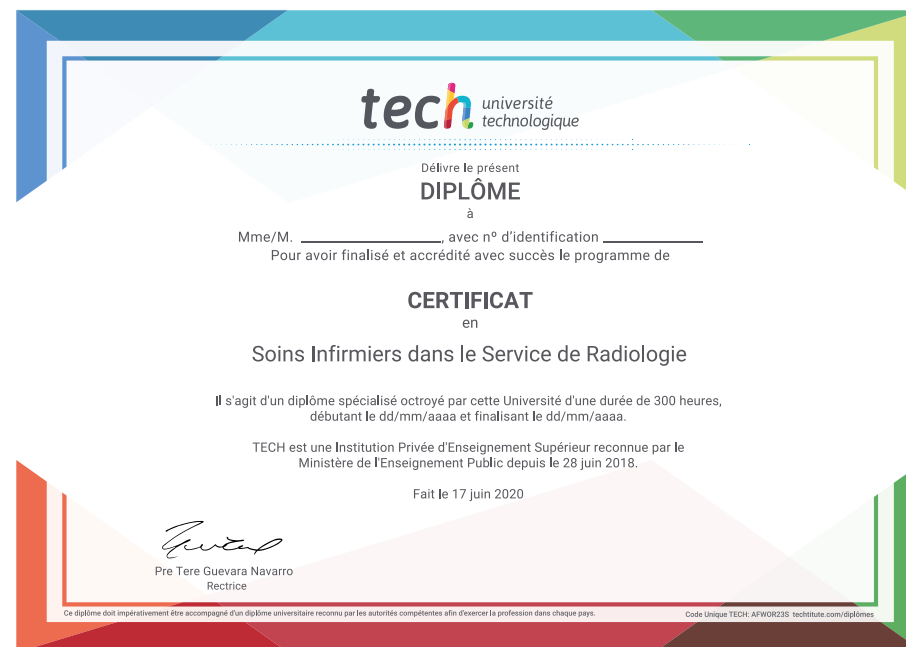 tech université
technologique
Délivre le présent
DIPLÔME
à
Mme/M. ____________________, avec nº d'identification ______________
Pour avoir finalisé et accrédité avec succès le programme de
CERTIFICAT
en
Soins Infirmiers dans le Service de Radiologie
Il s'agit d'un diplôme spécialisé octroyé par cette Université d'une durée de 300 heures,
débutant le dd/mm/aaaa et finalisant le dd/mm/aaaa.
TECH est une Institution Privée d'Enseignement Supérieur reconnue par le
Ministère de l'Enseignement Public depuis le 28 juin 2018.
Fait le 17 juin 2020
Pre Tere Guevara Navarro
Rectrice
Ce diplôme doit impérativement être accompagné d'un diplôme universitaire reconnu par les autorités compétentes afin d'exercer la profession dans chaque pays.
Code Unique TECH: AFWOR23S techtitute.com/diplômes